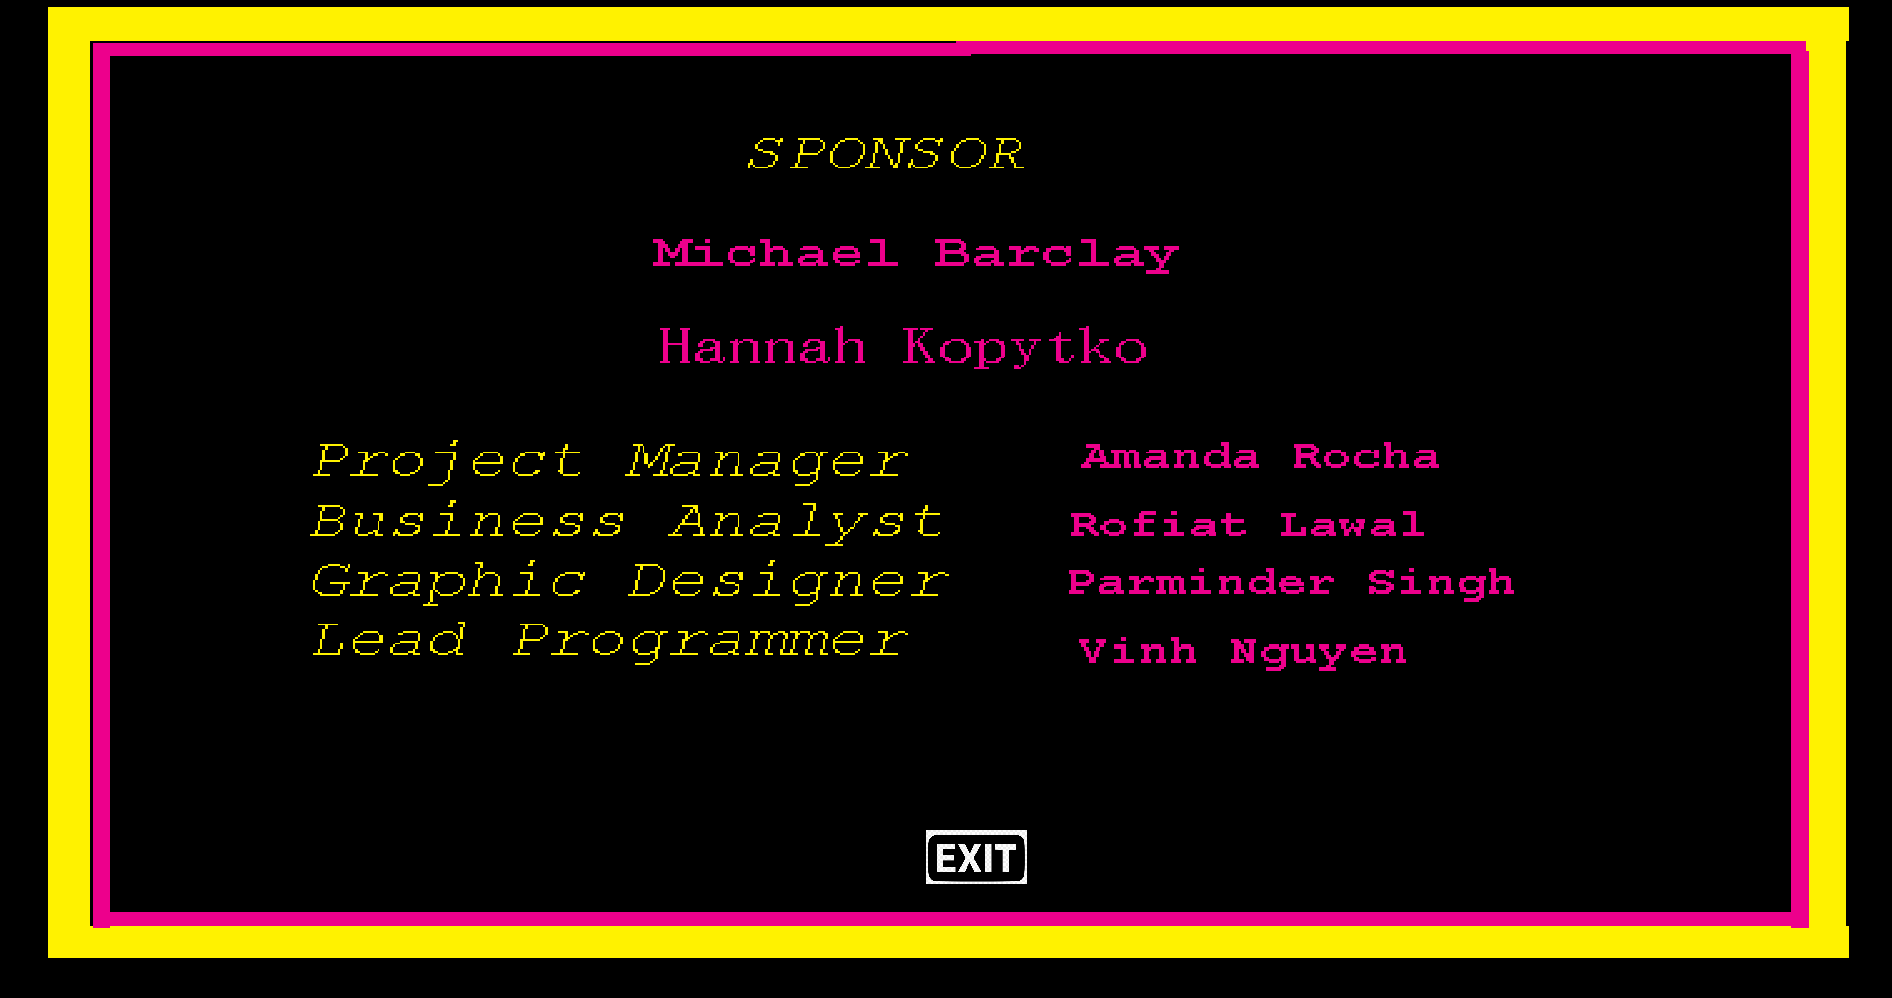 SPONSOR
Michael Barclay
Hannah Kopytko
Project Manager Amanda Rocha
Business Analyst Rofiat Lawal
Graphic Designer Parminder Singh
Lead Programmer Vinh Nguyen
EXIT